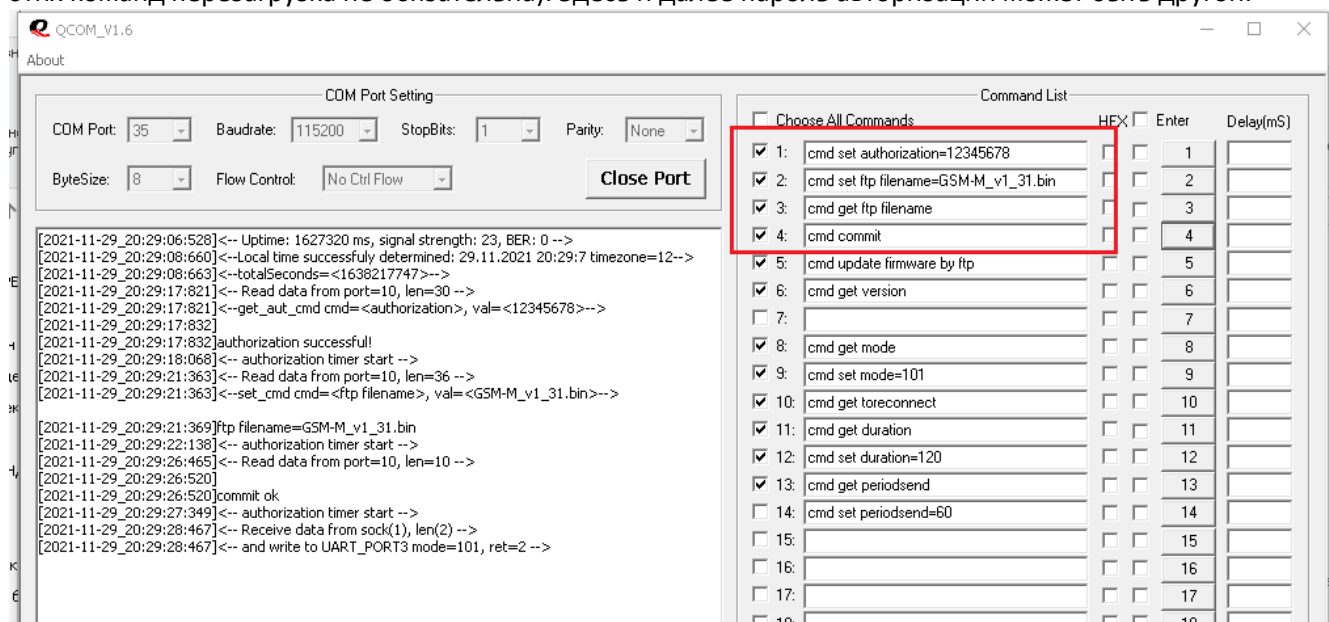 этих команд перезагрузка не обязательна). Здесь и далее пароль авторизации может быть другой.
QCOM_V1.6
About
COM Port Setting
COM Port: 35 Baudrate: 115200 StopBits: 1 Parity: None
ByteSize: 8 Flow Control: No Ctrl Flow Close Port
[2021-11-29_20:29:06:528]<-- Uptime: 1627320 ms, signal strength: 23, BER: 0 -->
[2021-11-29_20:29:08:660]<--Local time successfuly determined: 29.11.2021 20:29:7 timezone=12-->
[2021-11-29_20:29:08:663]<--totalSeconds=<1638217747>-->
[2021-11-29_20:29:17:821]<-- Read data from port=10, len=30 -->
[2021-11-29_20:29:17:821]<--get_aut_cmd cmd=<authorization>, val=<12345678>-->
[2021-11-29_20:29:17:832]
[2021-11-29_20:29:17:832]authorization successful!
[2021-11-29_20:29:18:068]<-- authorization timer start -->
[2021-11-29_20:29:21:363]<-- Read data from port=10, len=36 -->
[2021-11-29_20:29:21:363]<--set_cmd cmd=<ftp filename>, val=<GSM-M_v1_31.bin>-->
[2021-11-29_20:29:21:369]ftp filename=GSM-M_v1_31.bin
[2021-11-29_20:29:22:138]<-- authorization timer start -->
[2021-11-29_20:29:26:465]<-- Read data from port=10, len=10 -->
[2021-11-29_20:29:26:520]
[2021-11-29_20:29:26:520]commit ok
[2021-11-29_20:29:27:349]<-- authorization timer start -->
[2021-11-29_20:29:28:467]<-- Receive data from sock(1), len(2) -->
[2021-11-29_20:29:28:467]<-- and write to UART_PORT3 mode=101, ret=2 -->
Command List
Choose All Commands HEX Enter Delay(mS)
1: cmd set authorization=12345678 1
2: cmd set ftp filename=GSM-M_v1_31.bin 2
3: cmd get ftp filename 3
4: cmd commit 4
5: cmd update firmware by ftp 5
6: cmd get version 6
7: 7
8: cmd get mode 8
9: cmd set mode=101 9
10: cmd get toreconnect 10
11: cmd get duration 11
12: cmd set duration=120 12
13: cmd get periodsend 13
14: cmd set periodsend=60 14
15: 15
16: 16
17: 17